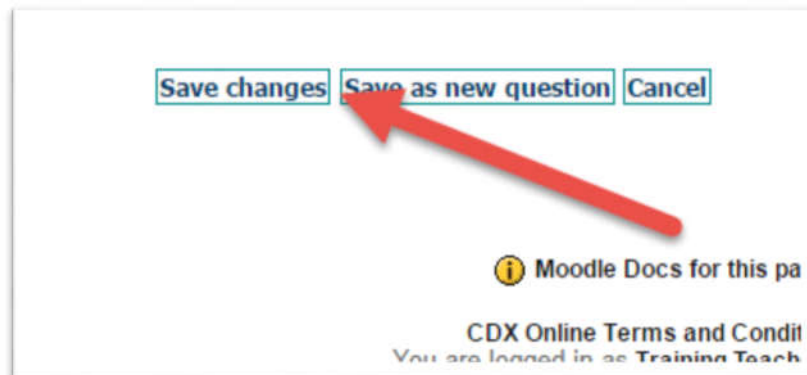 Save changes Save as new question Cancel
Moodle Docs for this pa
CDX Online Terms and Condit
You are logged in as Training Teach